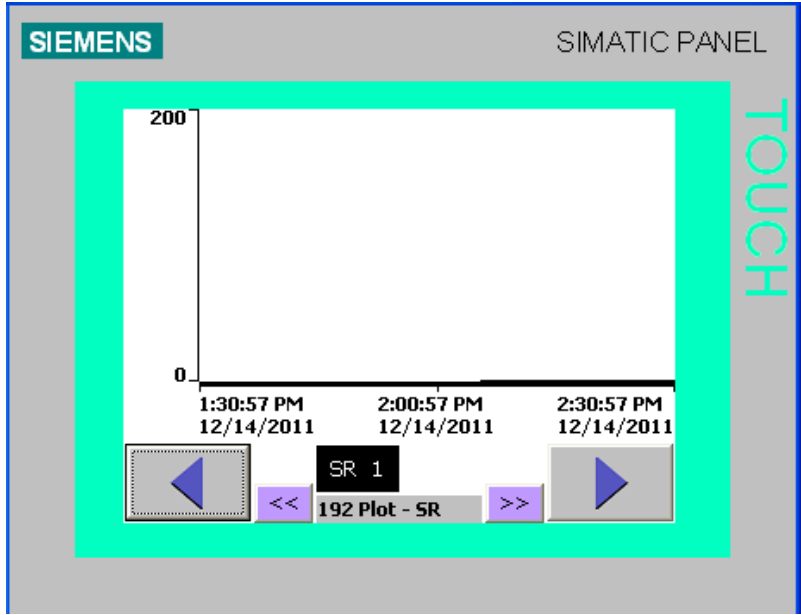 SIEMENS
SIMATIC PANEL
TOUCH
200
0
1:30:57 PM 2:00:57 PM 2:30:57 PM
12/14/2011 12/14/2011 12/14/2011
SR 1
<< 192 Plot - SR >>